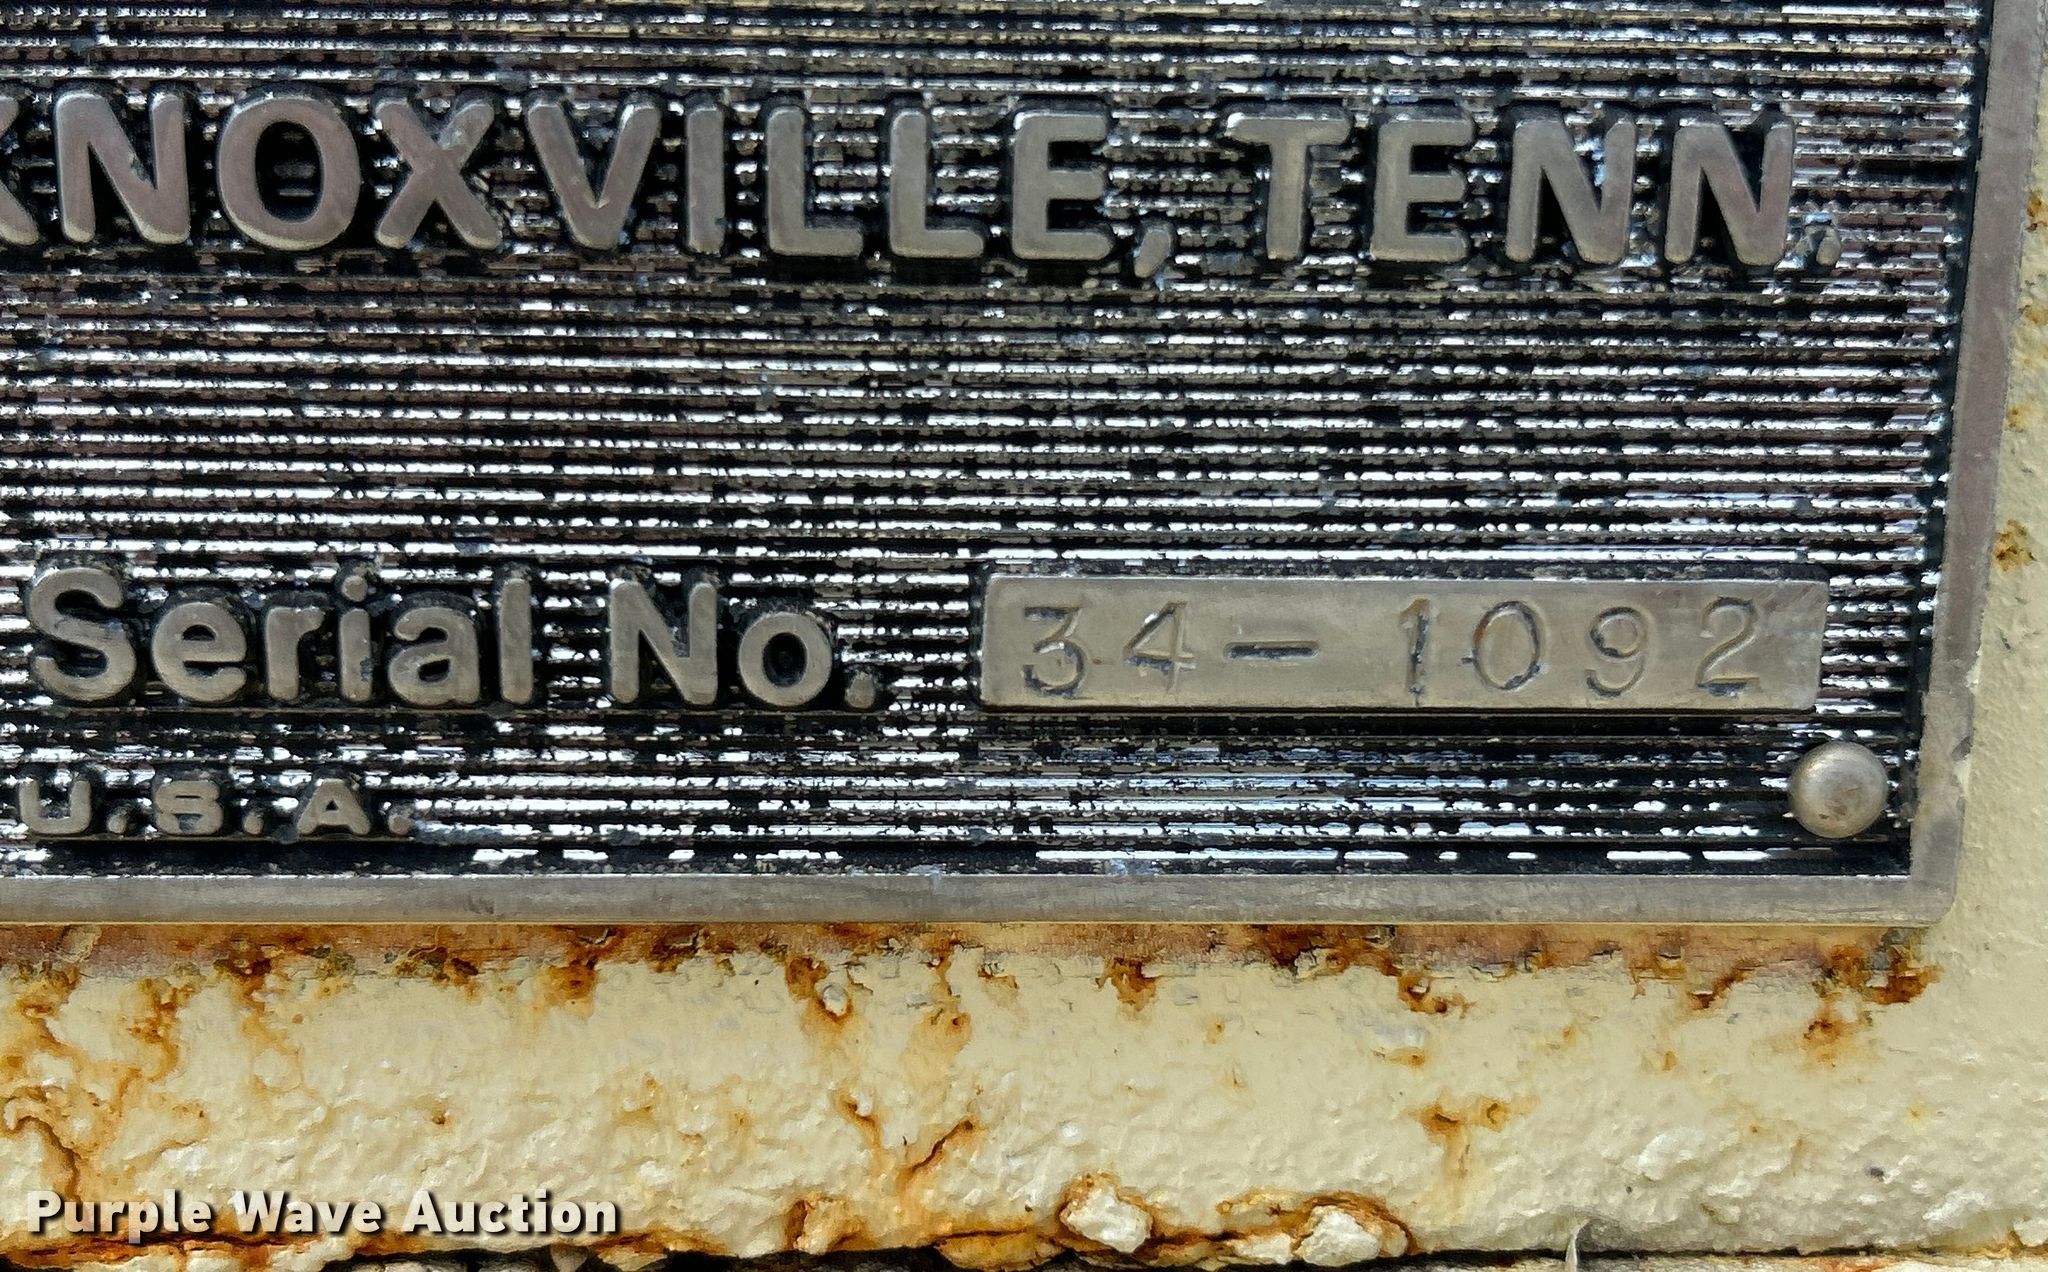 KNOXVILLE, TENN.
Serial No. 34-1092
U.S.A.
Purple Wave Auction